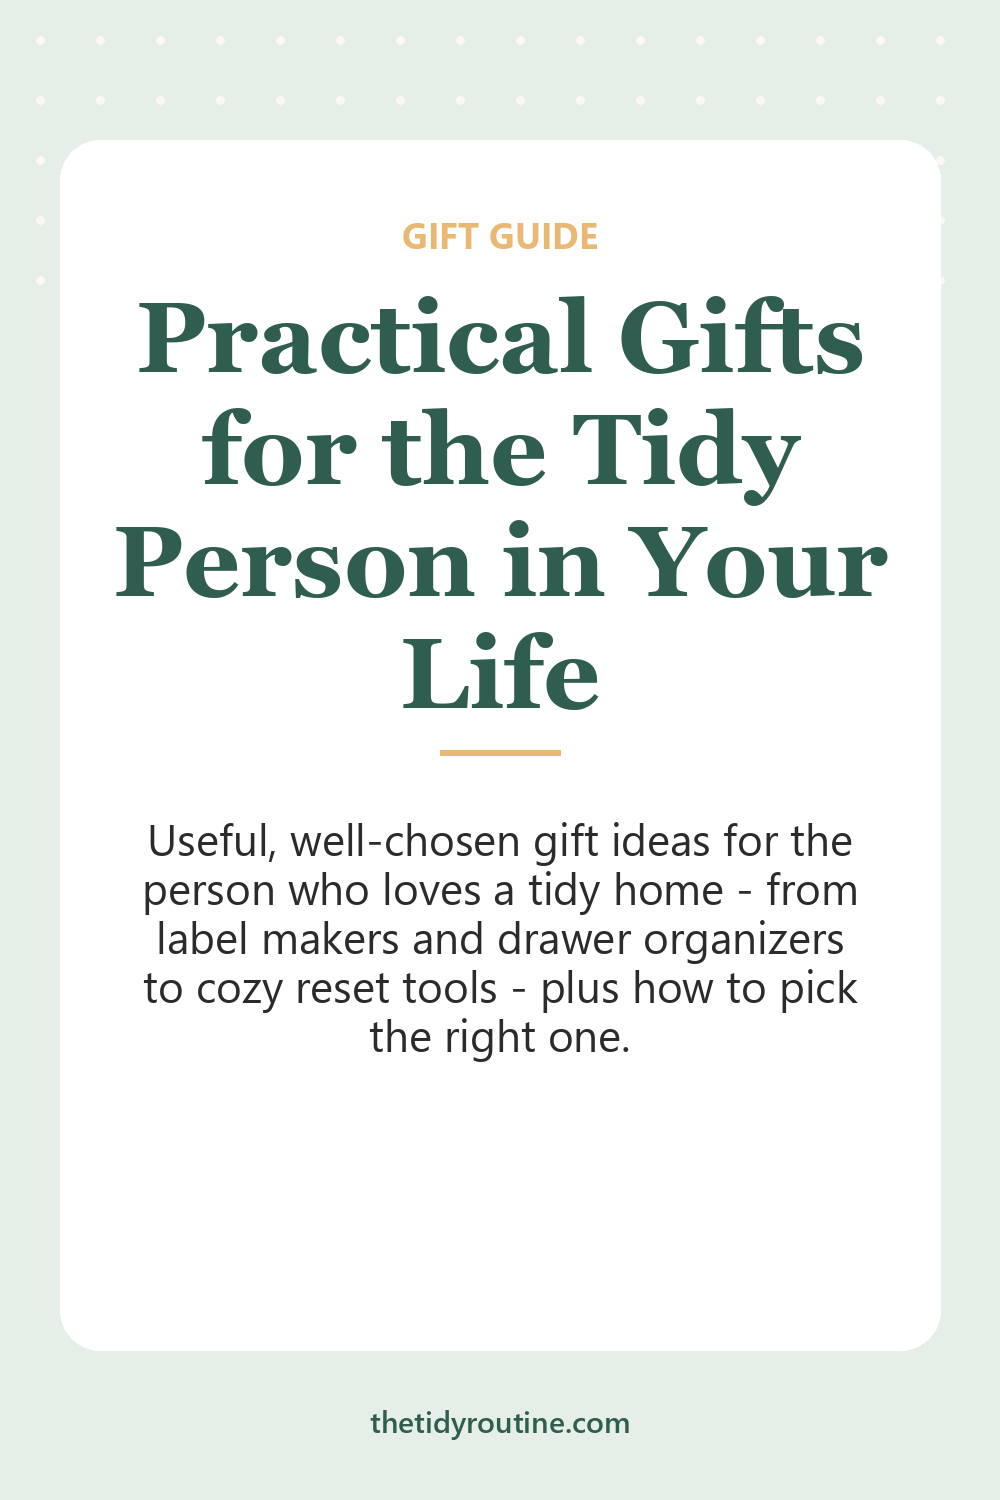 GIFT GUIDE
Practical Gifts
for the Tidy
Person in Your
Life
Useful, well-chosen gift ideas for the
person who loves a tidy home - from
label makers and drawer organizers
to cozy reset tools - plus how to pick
the right one.
thetidyroutine.com